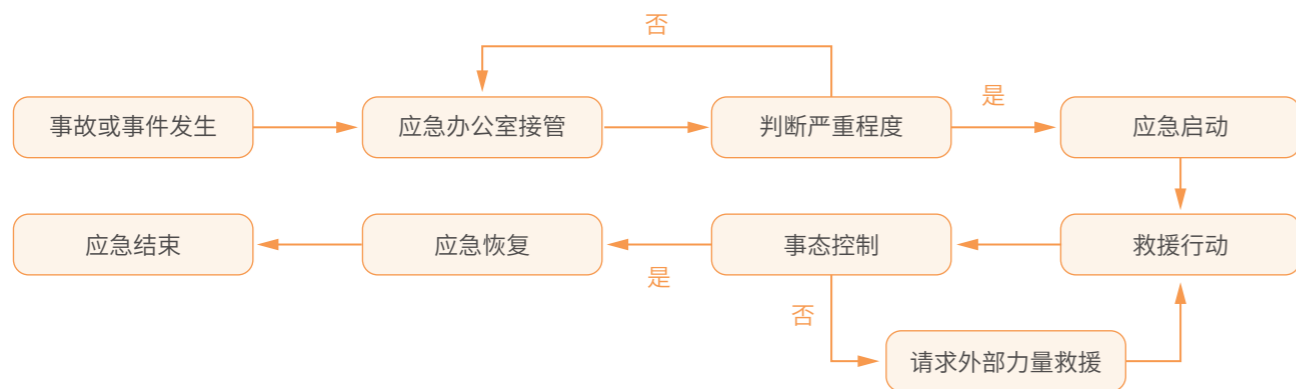 否
事故或事件发生
应急办公室接管
判断严重程度
是
应急启动
应急结束
应急恢复
是
事态控制
救援行动
否
请求外部力量救援